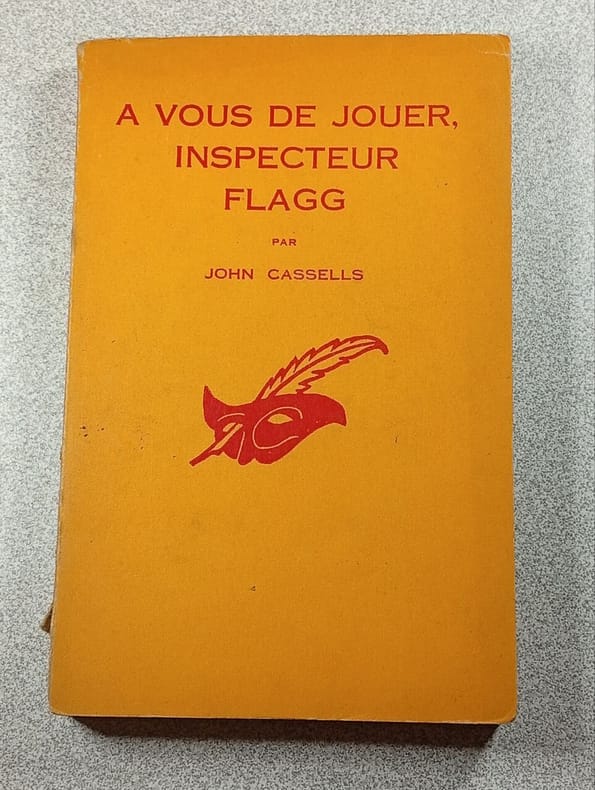 A VOUS DE JOUER,
INSPECTEUR
FLAGG
PAR
JOHN CASSELLS